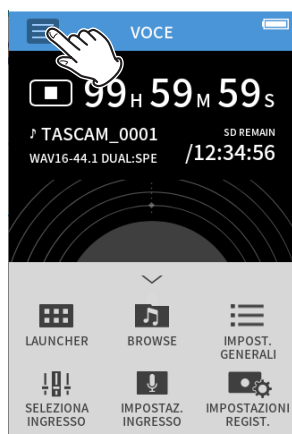 VOCE
99H 59M 59s
♪ TASCAM_0001
SD REMAIN
WAV16-44.1 DUAL:SPE
/12:34:56
LAUNCHER
BROWSE
IMPOST.
GENERALI
SELEZIONA
INGRESSO
IMPOSTAZ.
INGRESSO
IMPOSTAZIONI
REGIST.